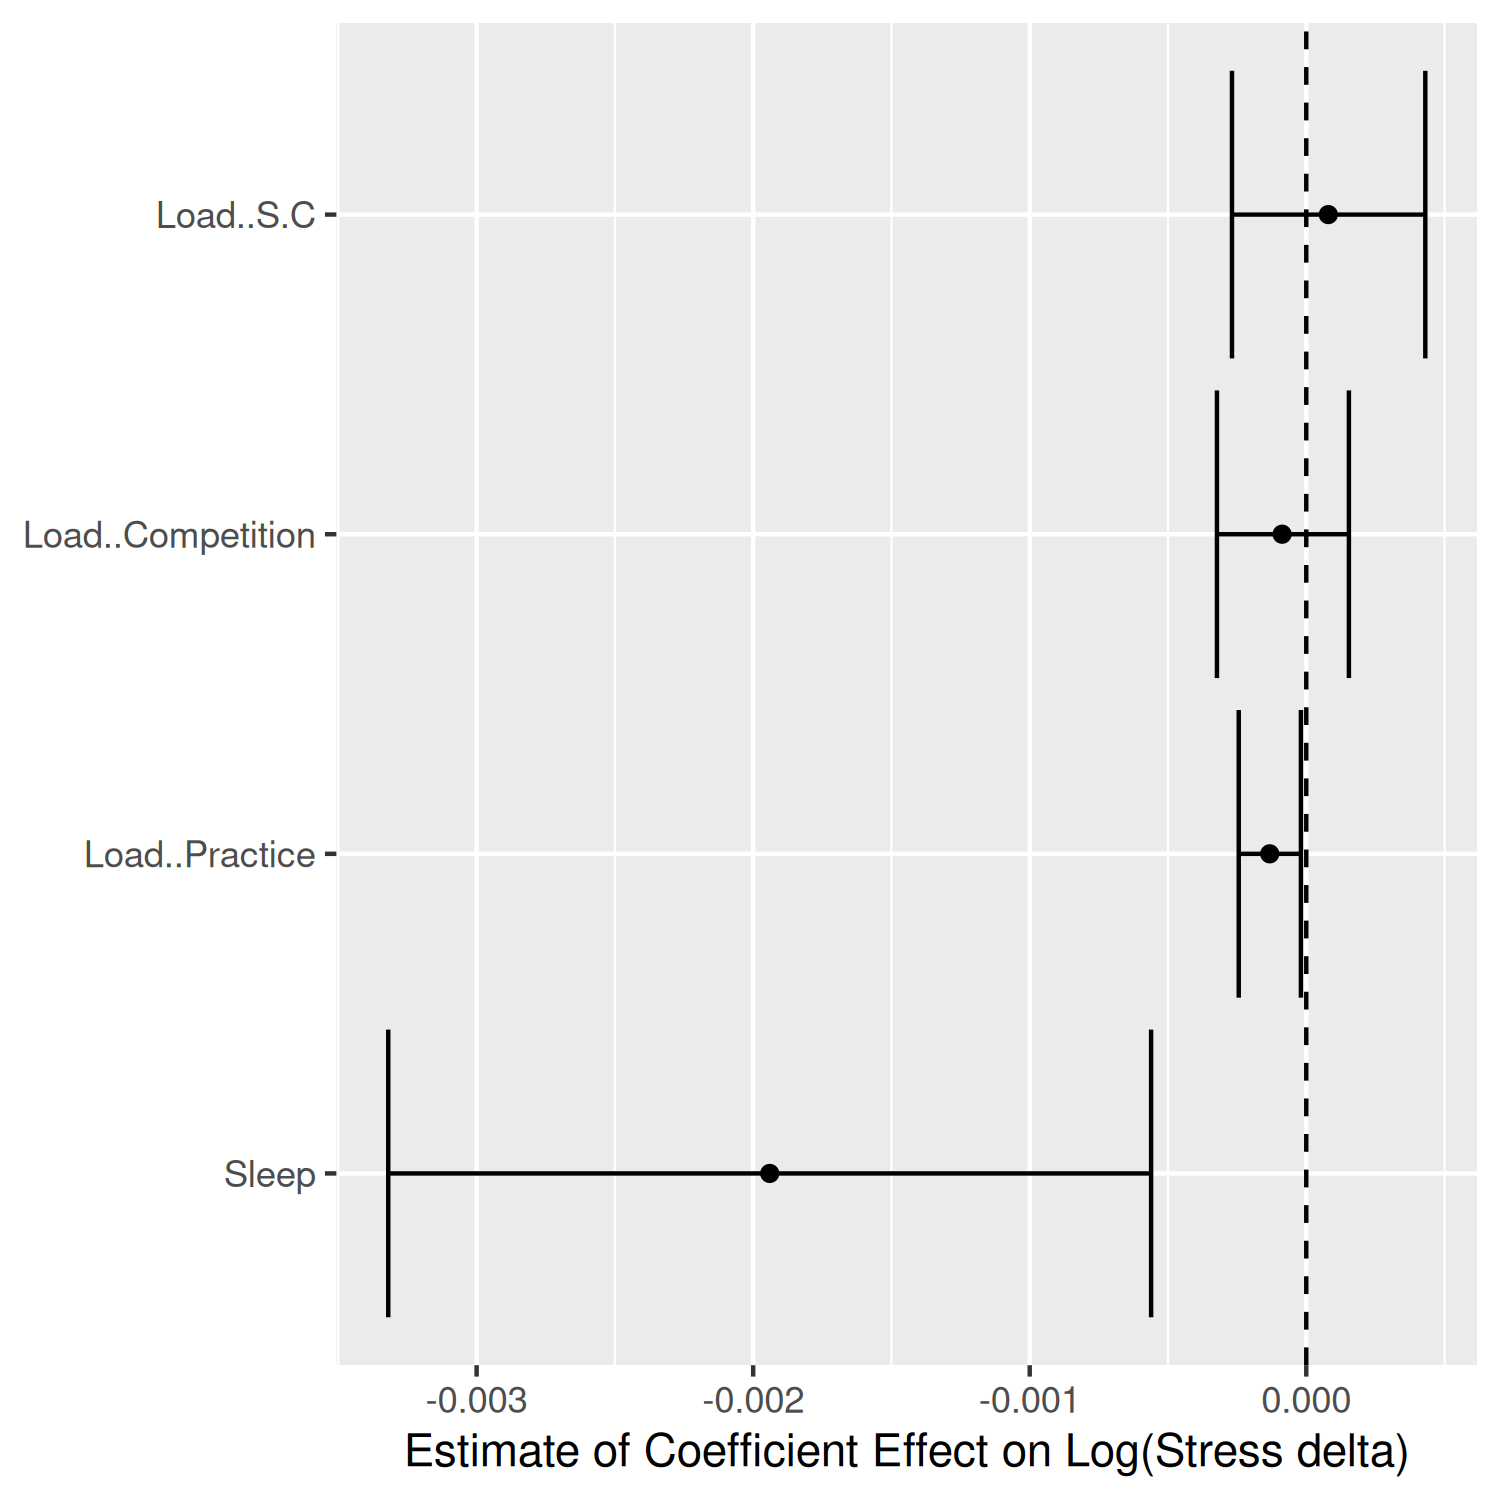 Load..S.C
Load..Competition
Load..Practice
Sleep
-0.003 -0.002 -0.001 0.000
Estimate of Coefficient Effect on Log(Stress delta)